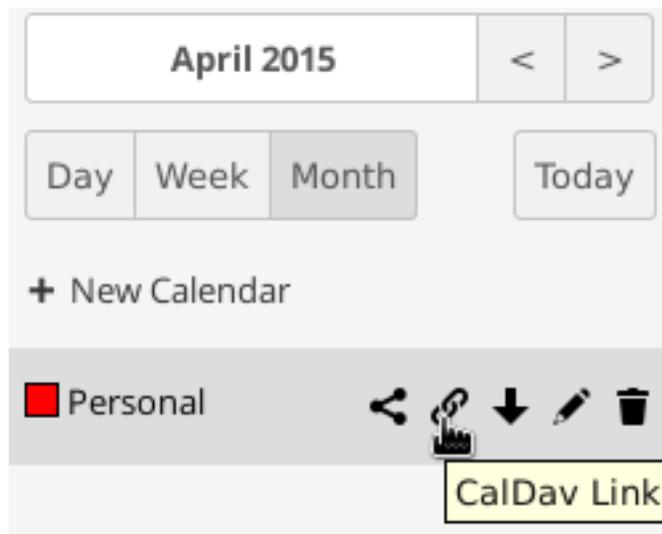 April 2015 < >
Day Week Month Today
+ New Calendar
Personal
CalDav Link